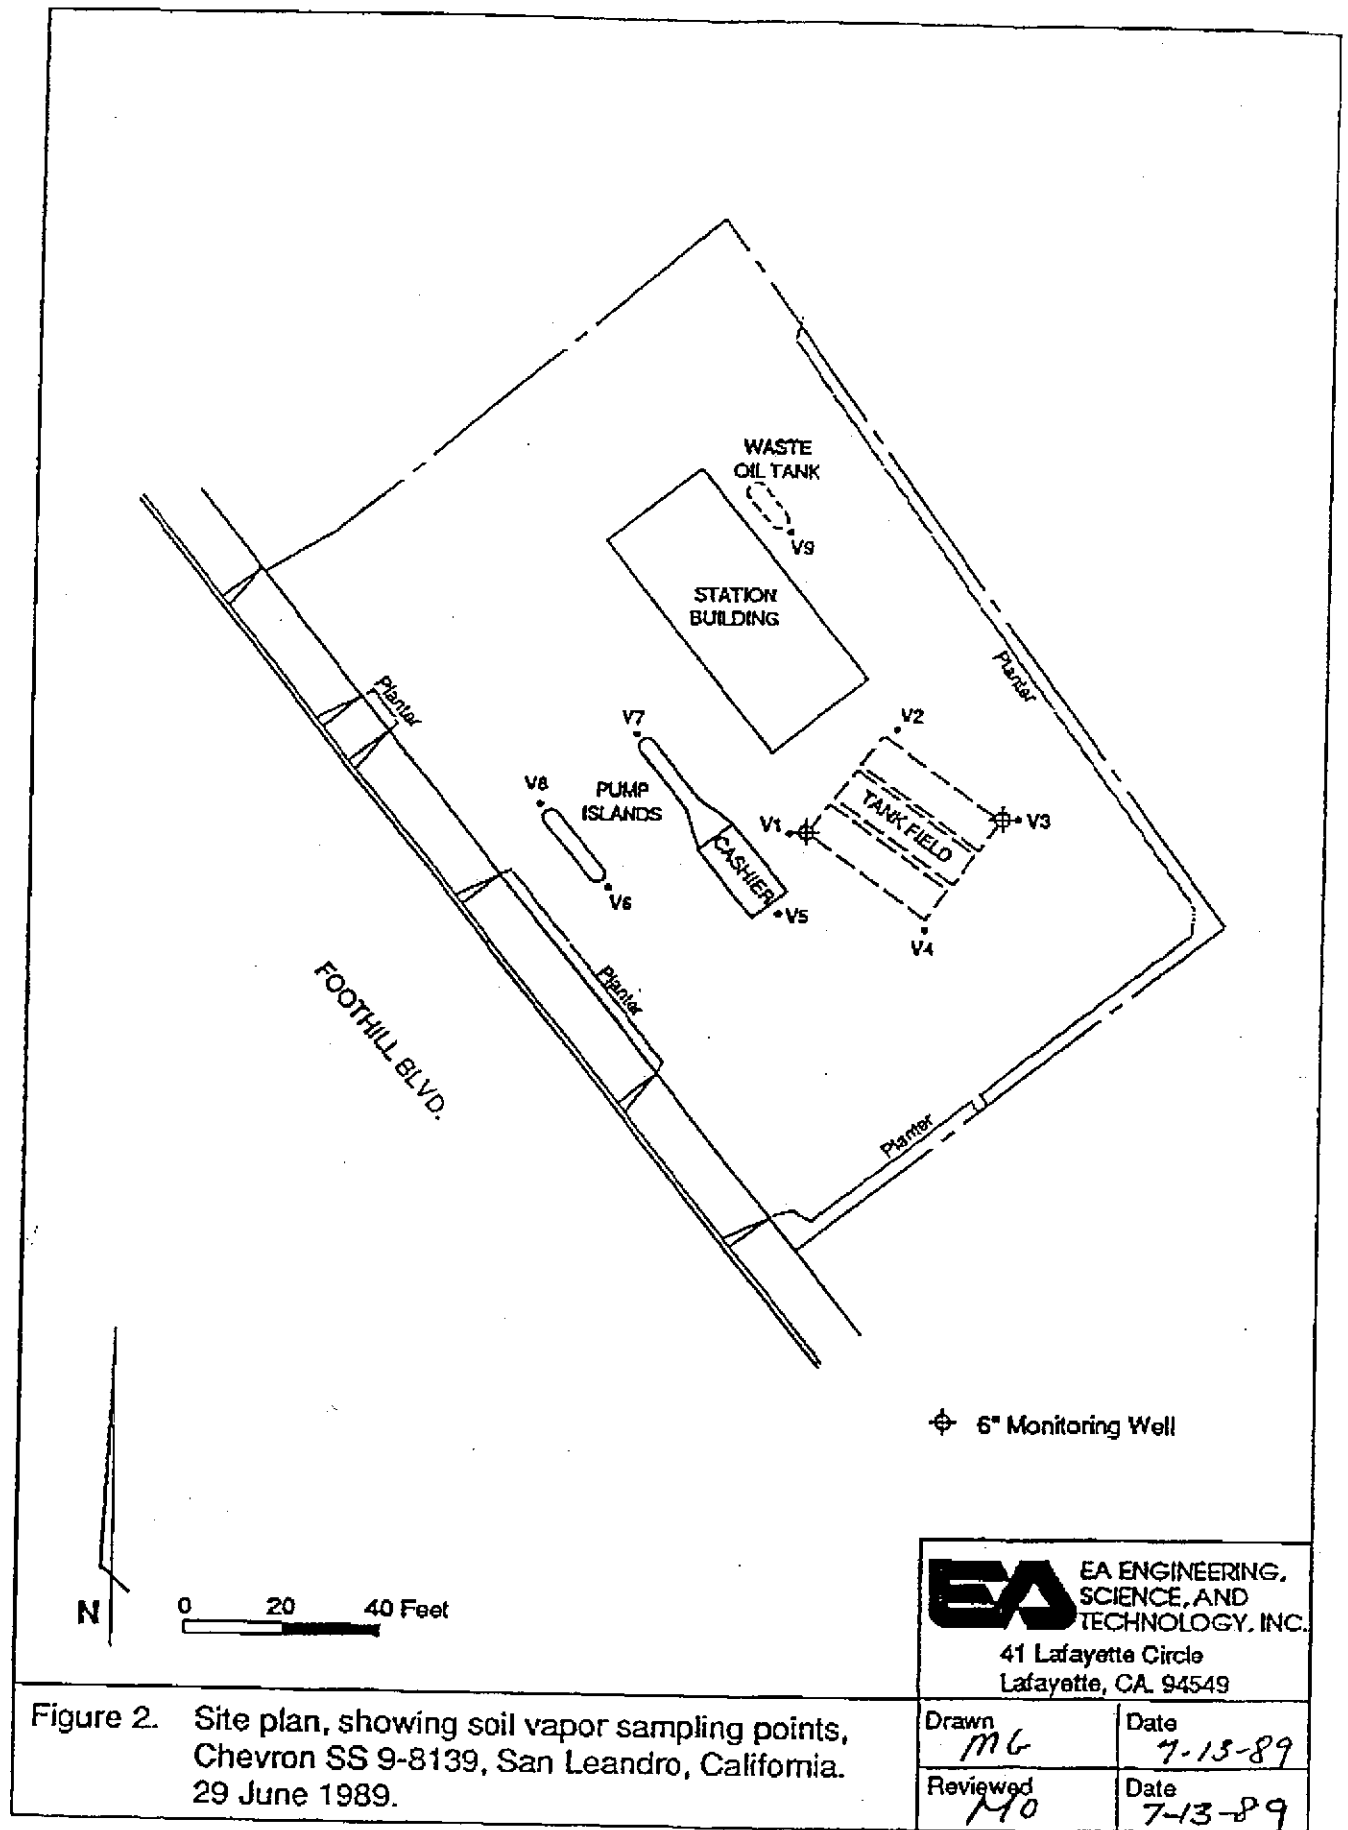 WASTE
OIL TANK
V9
STATION
BUILDING
Planter
Planter
V2
V7
V8
PUMP
ISLANDS
TANK FIELD
V1
V3
CASHIER
V6
V5
V4
Planter
FOOTHILL BLVD.
Planter
6" Monitoring Well
N
0 20 40 Feet
EA
EA ENGINEERING,
SCIENCE, AND
TECHNOLOGY, INC.
41 Lafayette Circle
Lafayette, CA. 94549
Figure 2. Site plan, showing soil vapor sampling points,
Chevron SS 9-8139, San Leandro, California.
29 June 1989.
Drawn
MG
Date
7-13-89
Reviewed
MO
Date
7-13-89